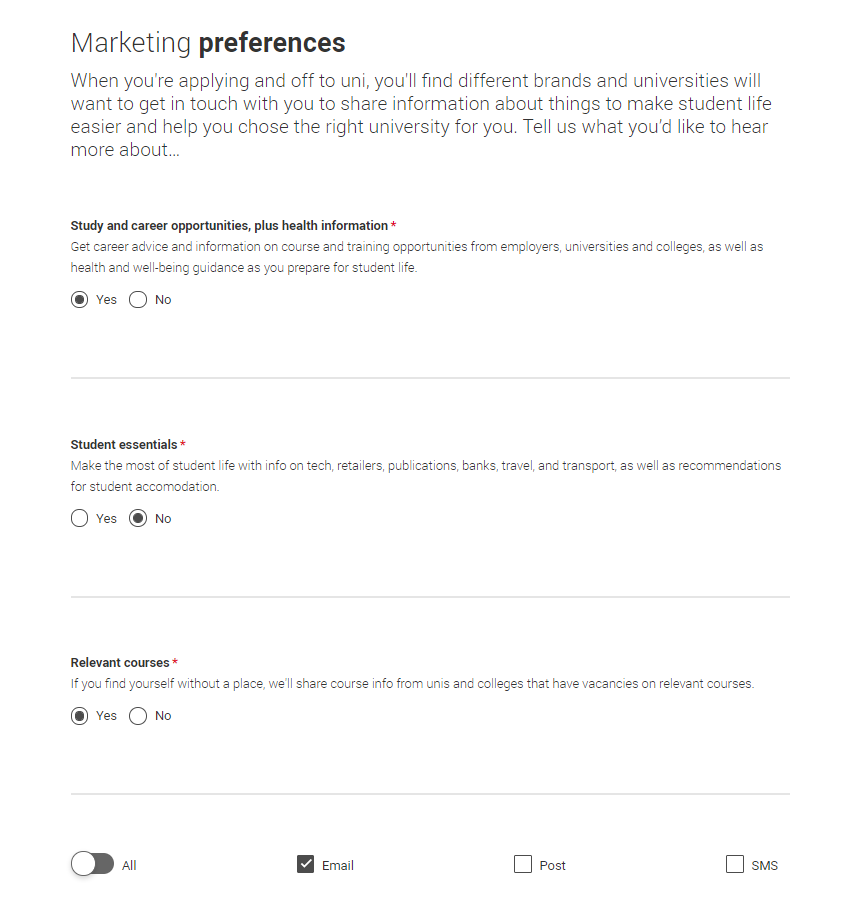 Marketing preferences
When you're applying and off to uni, you'll find different brands and universities will
want to get in touch with you to share information about things to make student life
easier and help you chose the right university for you. Tell us what you'd like to hear
more about...
Study and career opportunities, plus health information *
Get career advice and information on course and training opportunities from employers, universities and colleges, as well as
health and well-being guidance as you prepare for student life.
Yes No
Student essentials *
Make the most of student life with info on tech, retailers, publications, banks, travel, and transport, as well as recommendations
for student accomodation.
Yes No
Relevant courses *
If you find yourself without a place, we'll share course info from unis and colleges that have vacancies on relevant courses.
Yes No
All Email Post SMS